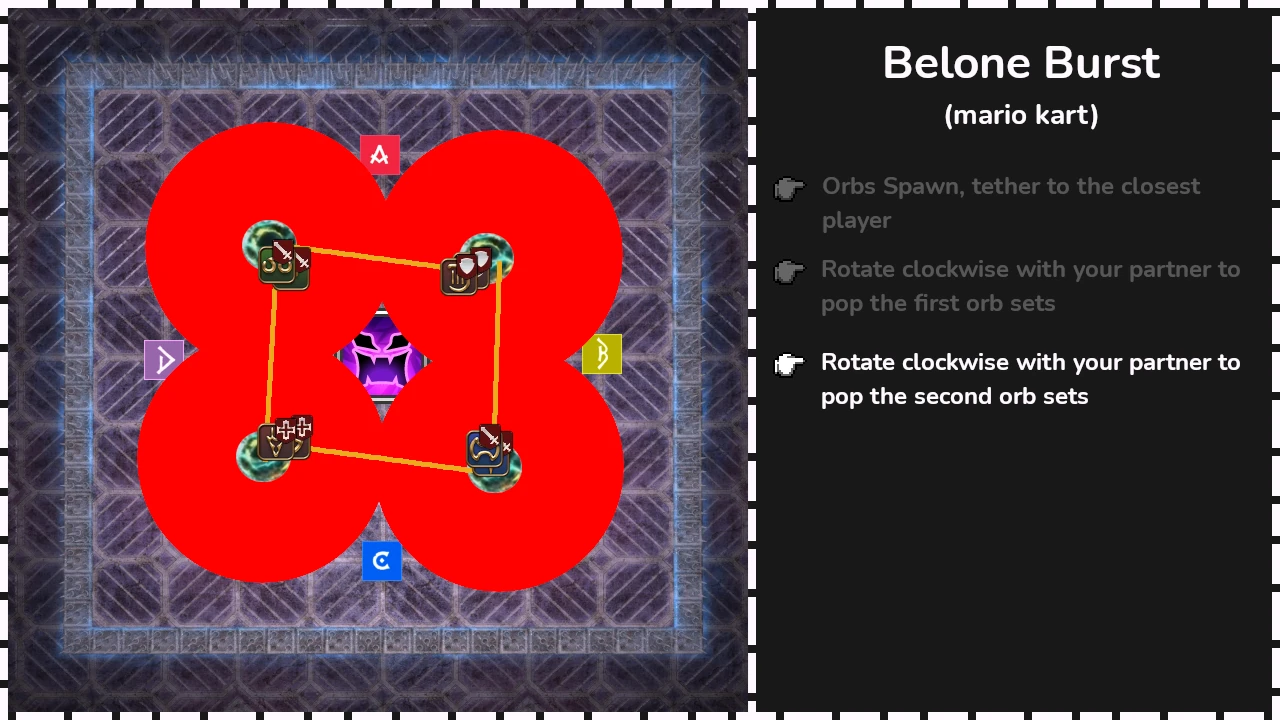 A
D
B
C
Belone Burst
(mario kart)
Orbs Spawn, tether to the closest
player
Rotate clockwise with your partner to
pop the first orb sets
Rotate clockwise with your partner to
pop the second orb sets